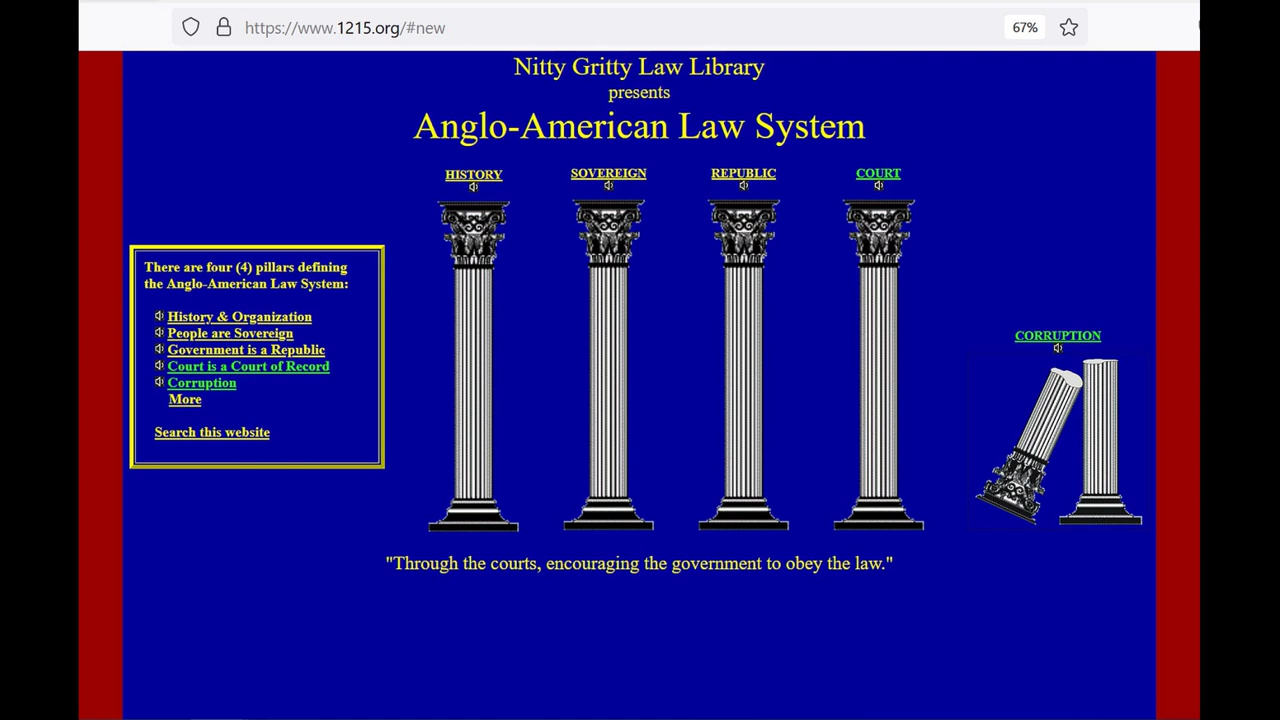 https://www.1215.org/#new
67%
Nitty Gritty Law Library
presents
Anglo-American Law System
HISTORY
SOVEREIGN
REPUBLIC
COURT
There are four (4) pillars defining
the Anglo-American Law System:
History & Organization
People are Sovereign
Government is a Republic
Court is a Court of Record
Corruption
More
Search this website
CORRUPTION
"Through the courts, encouraging the government to obey the law."